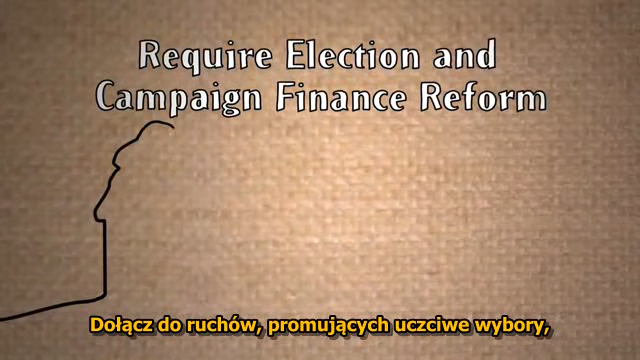 Require Election and
Campaign Finance Reform
Dołącz do ruchów, promujących uczciwe wybory,